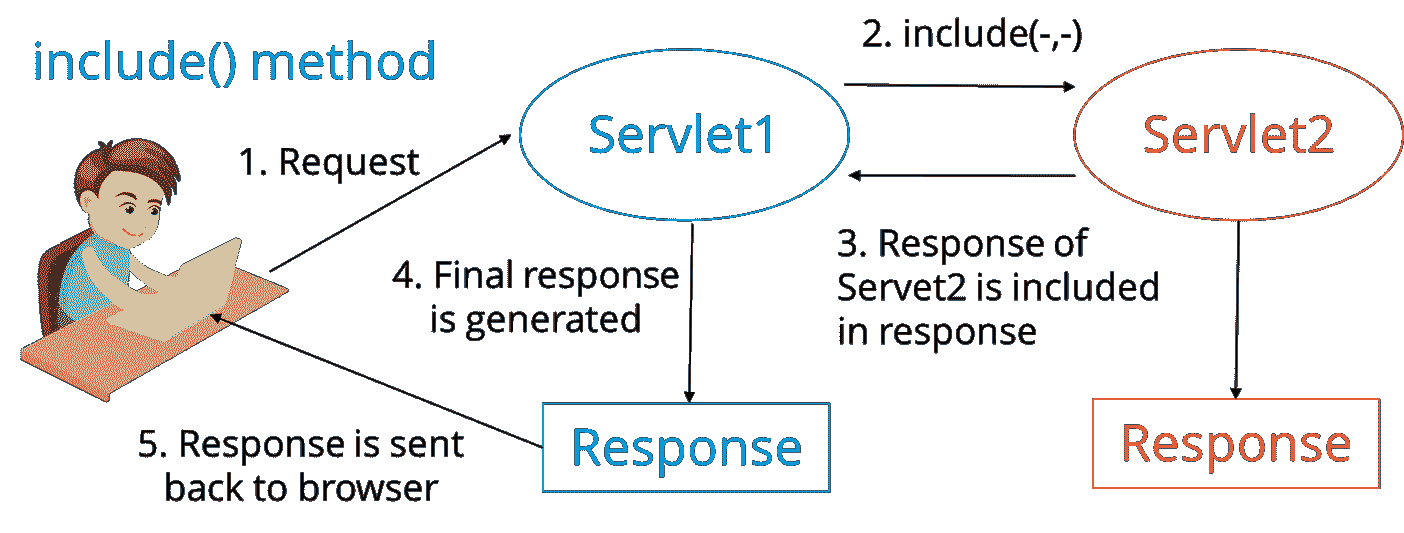 include() method
1. Request
Servlet1
2. include(-,-)
Servlet2
3. Response of
Servet2 is included
in response
4. Final response
is generated
Response
Response
5. Response is sent
back to browser